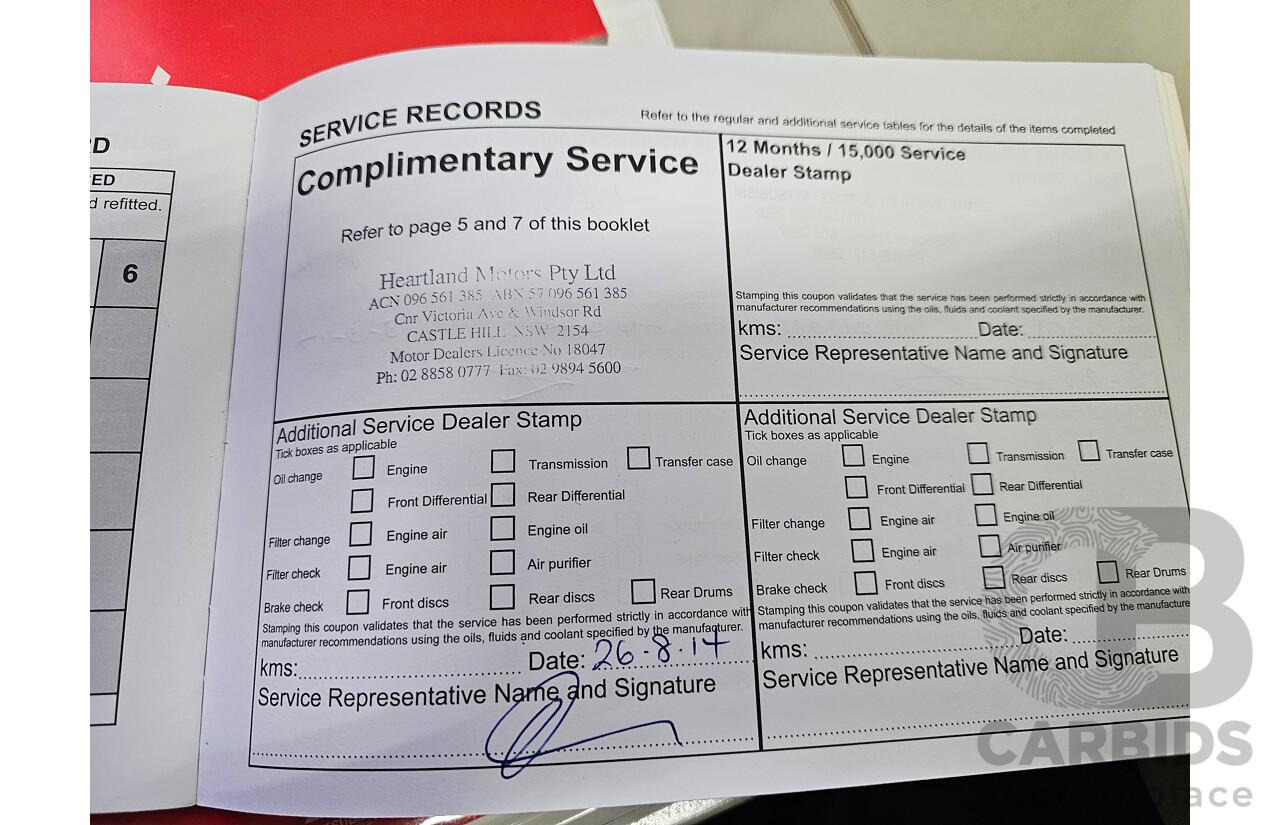 D
ED
d refitted.
6
SERVICE RECORDS
Refer to the regular and additional service tables for the details of the items completed
Complimentary Service
Refer to page 5 and 7 of this booklet
Heartland Motors Pty Ltd
ACN 096 561 385 ABN 57 096 561 385
Cnr Victoria Ave & Windsor Rd
CASTLE HILL NSW 2154
Motor Dealers Licence No 18047
Ph: 02 8858 0777 Fax: 02 9894 5600
12 Months / 15,000 Service
Dealer Stamp
Stamping this coupon validates that the service has been performed strictly in accordance with
manufacturer recommendations using the oils, fluids and coolant specified by the manufacturer.
kms: Date:
Service Representative Name and Signature
Additional Service Dealer Stamp
Tick boxes as applicable
Oil change Engine Transmission Transfer case
Front Differential Rear Differential
Filter change Engine air Engine oil
Filter check Engine air Air purifier
Brake check Front discs Rear discs Rear Drums
Stamping this coupon validates that the service has been performed strictly in accordance with
manufacturer recommendations using the oils, fluids and coolant specified by the manufacturer.
kms: Date: 26.8.14
Service Representative Name and Signature
Additional Service Dealer Stamp
Tick boxes as applicable
Oil change Engine Transmission Transfer case
Front Differential Rear Differential
Filter change Engine air Engine oil
Filter check Engine air Air purifier
Brake check Front discs Rear discs Rear Drums
Stamping this coupon validates that the service has been performed strictly in accordance with
manufacturer recommendations using the oils, fluids and coolant specified by the manufacture
kms: Date:
Service Representative Name and Signature
CB
CARBIDS